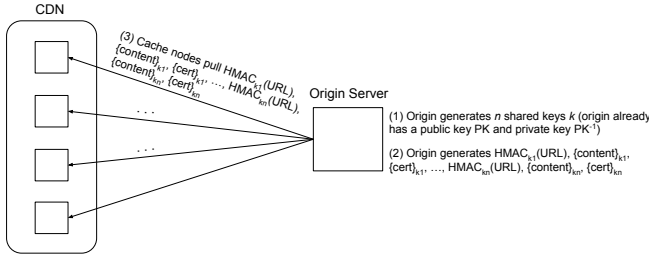 CDN
(3) Cache nodes pull HMACk1(URL),
{content}k1, {cert}k1, …, HMACkn(URL),
{content}kn, {cert}kn
. . .
. . .
Origin Server
(1) Origin generates n shared keys k (origin already
has a public key PK and private key PK-1)
(2) Origin generates HMACk1(URL), {content}k1,
{cert}k1, …, HMACkn(URL), {content}kn, {cert}kn